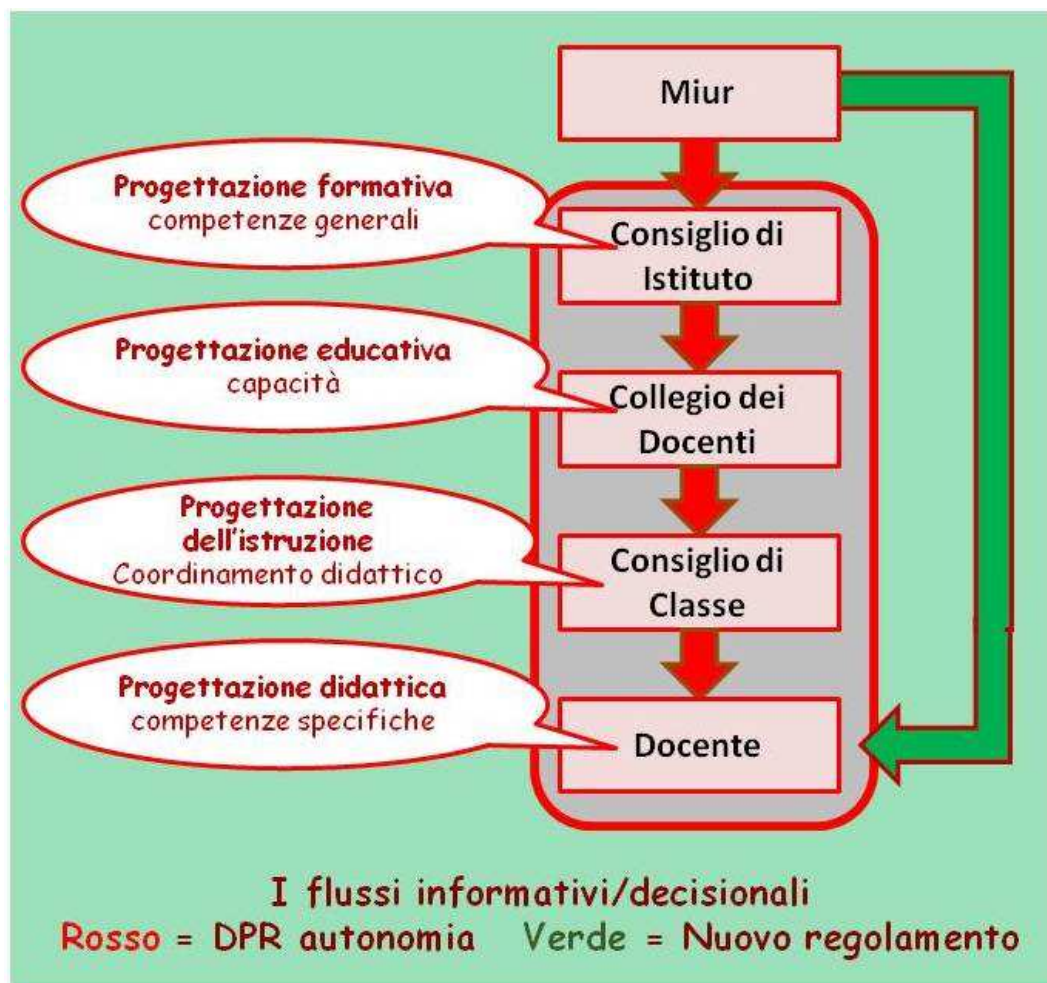 Miur
Progettazione formativa
competenze generali
Consiglio di
Istituto
Progettazione educativa
capacità
Collegio dei
Docenti
Progettazione
dell'istruzione
Coordinamento didattico
Consiglio di
Classe
Progettazione didattica
competenze specifiche
Docente
I flussi informativi/decisionali
Rosso = DPR autonomia Verde = Nuovo regolamento